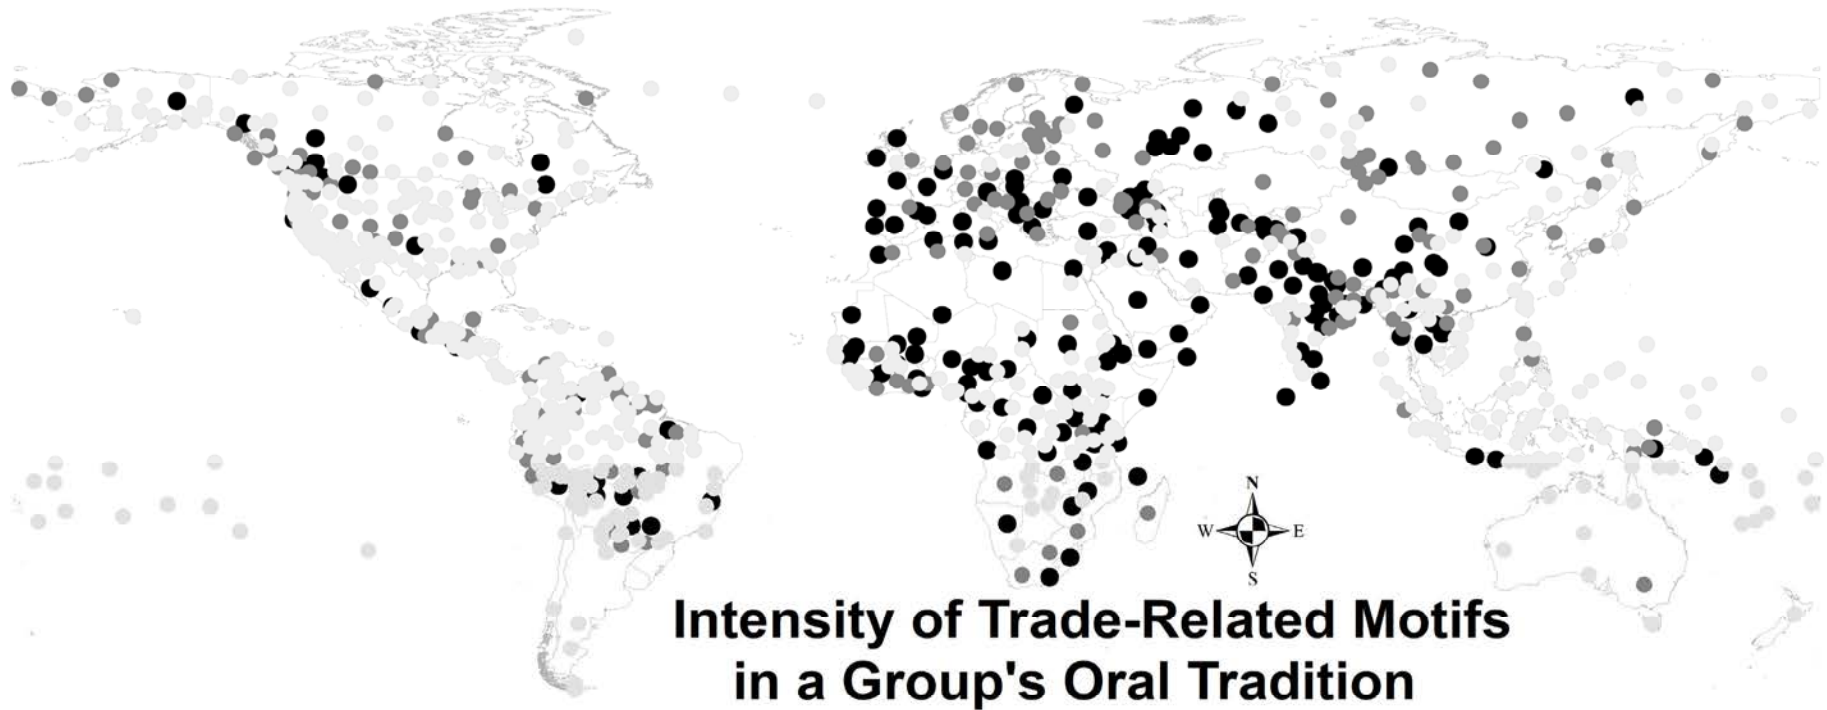 N
W E
S
Intensity of Trade-Related Motifs
in a Group's Oral Tradition